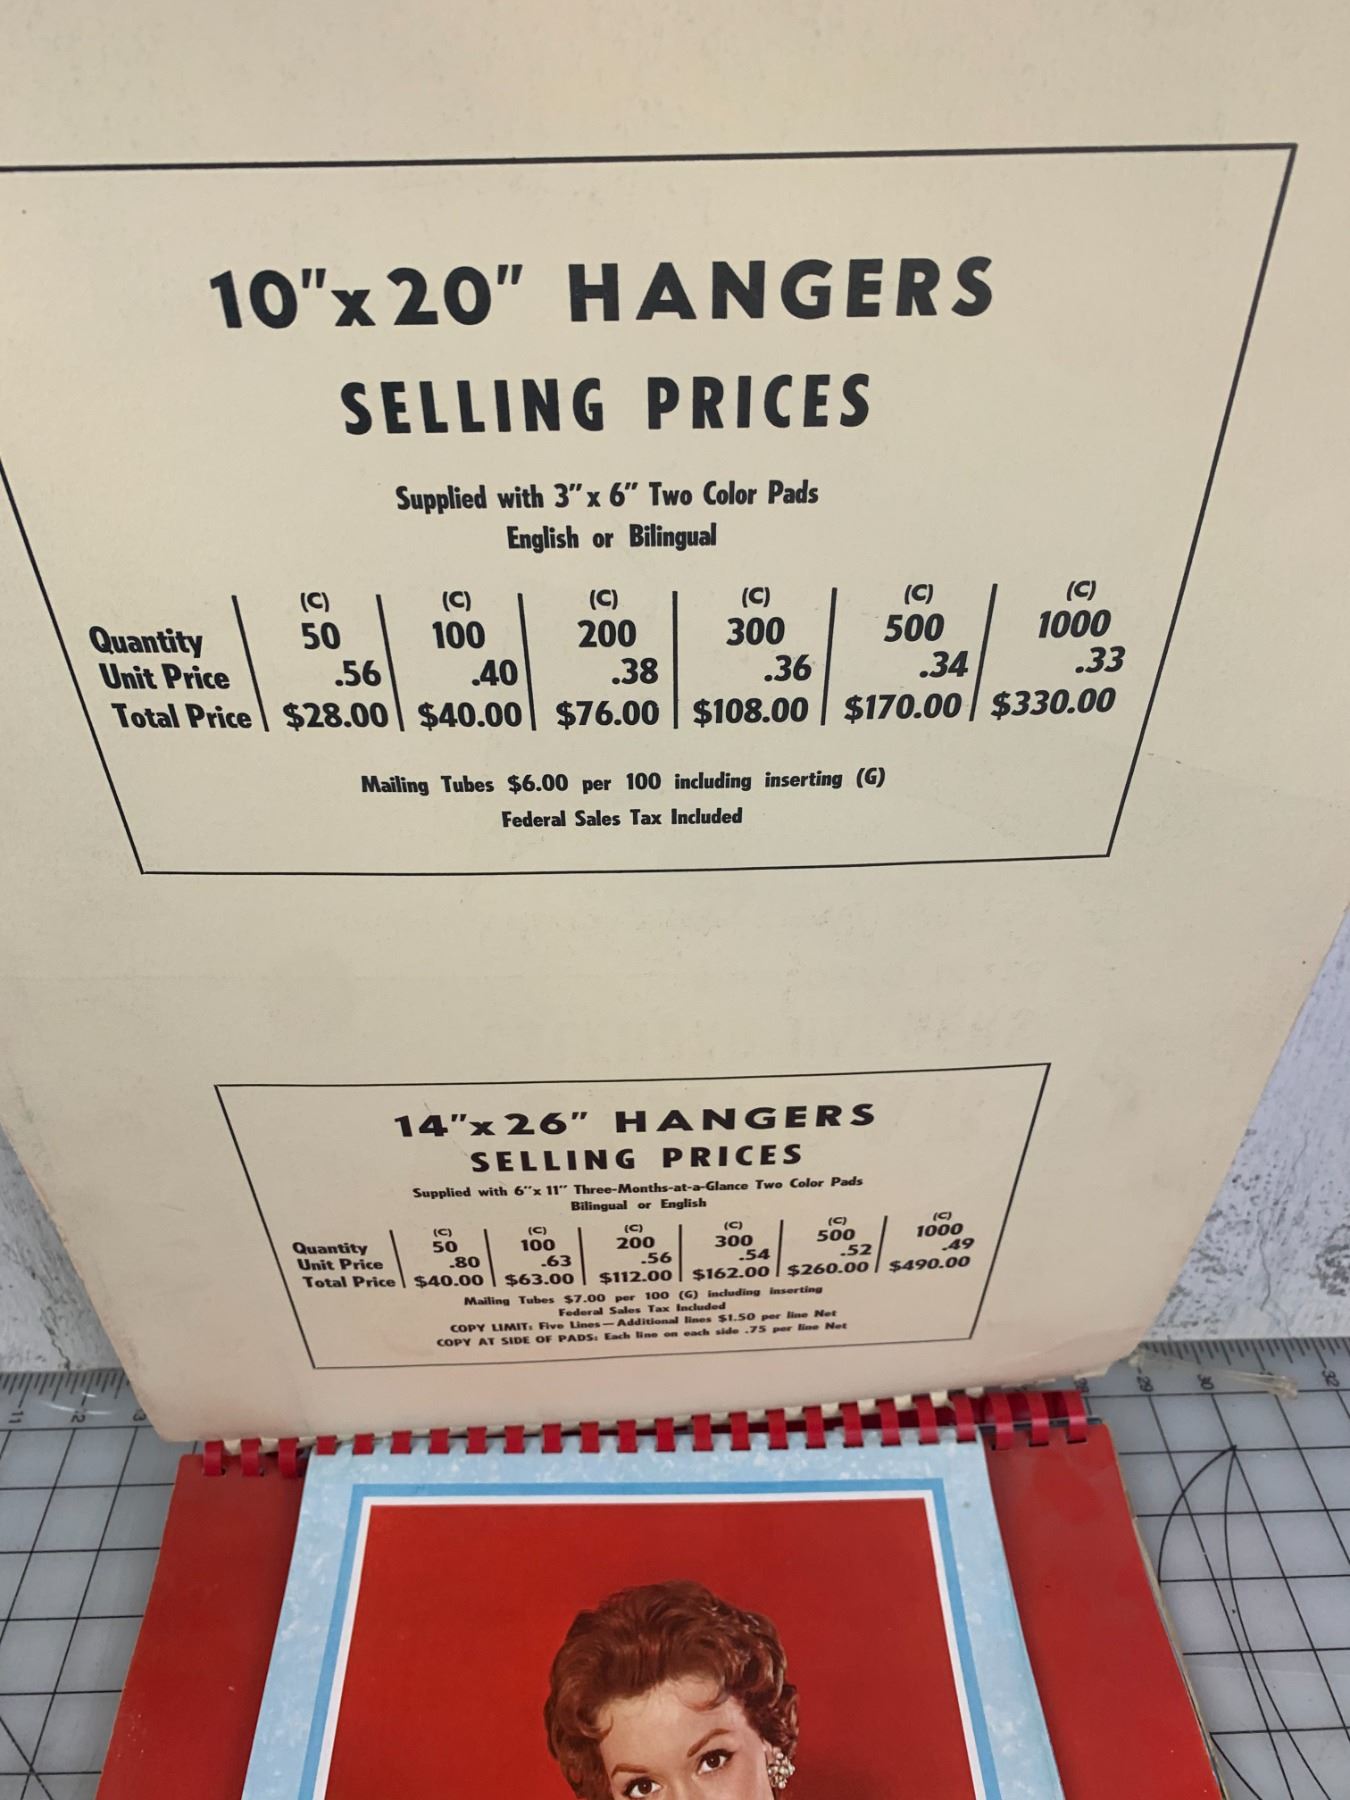 10"x 20" HANGERS
SELLING PRICES
Supplied with 3"x 6" Two Color Pads
English or Bilingual
(C) (C) (C) (C) (C) (C)
Quantity 50 100 200 300 500 1000
Unit Price .56 .40 .38 .36 .34 .33
Total Price $28.00 $40.00 $76.00 $108.00 $170.00 $330.00
Mailing Tubes $6.00 per 100 including inserting (G)
Federal Sales Tax Included
14"x 26" HANGERS
SELLING PRICES
Supplied with 6"x 11" Three-Months-at-a-Glance Two Color Pads
Bilingual or English
(C) (C) (C) (C) (C) (C)
Quantity 50 100 200 300 500 1000
Unit Price .80 .63 .56 .54 .52 .49
Total Price $40.00 $63.00 $112.00 $162.00 $260.00 $490.00
Mailing Tubes $7.00 per 100 (G) including inserting
Federal Sales Tax Included
COPY LIMIT: Five Lines—Additional lines $1.50 per line Net
COPY AT SIDE OF PADS: Each line on each side .75 per line Net
29 30 32